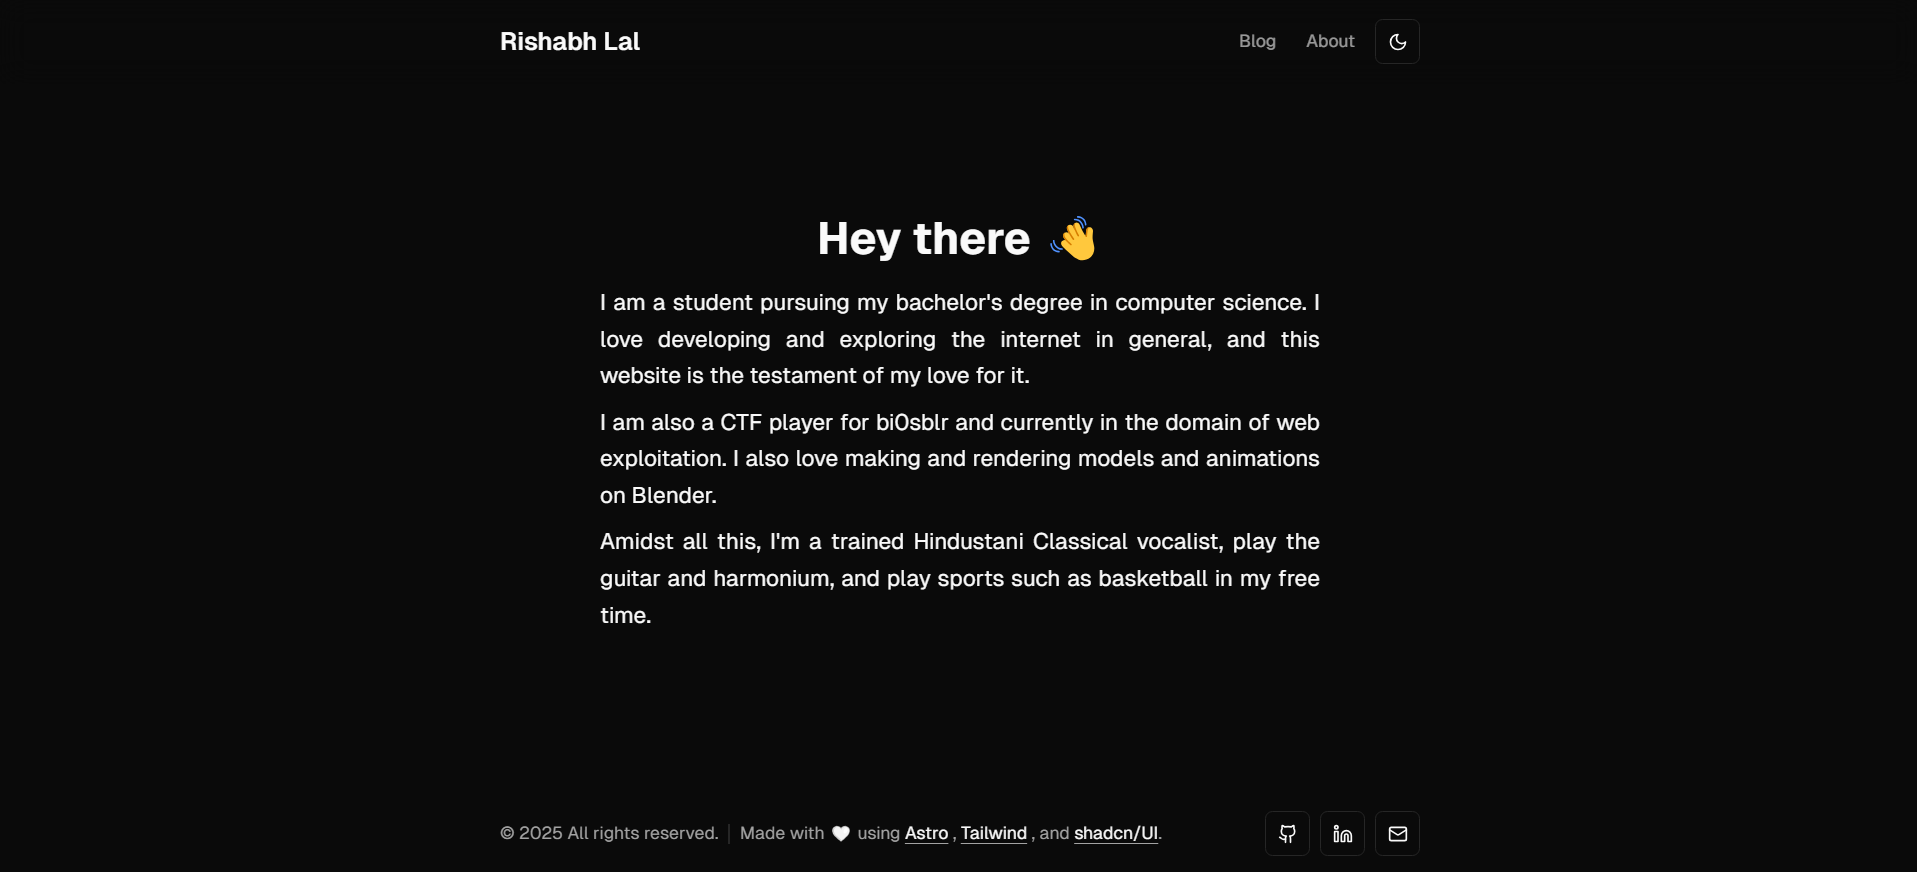 Rishabh Lal
Blog
About
Hey there 👋
I am a student pursuing my bachelor's degree in computer science. I
love developing and exploring the internet in general, and this
website is the testament of my love for it.
I am also a CTF player for bi0sblr and currently in the domain of web
exploitation. I also love making and rendering models and animations
on Blender.
Amidst all this, I'm a trained Hindustani Classical vocalist, play the
guitar and harmonium, and play sports such as basketball in my free
time.
© 2025 All rights reserved. | Made with 🤍 using Astro , Tailwind , and shadcn/UI.